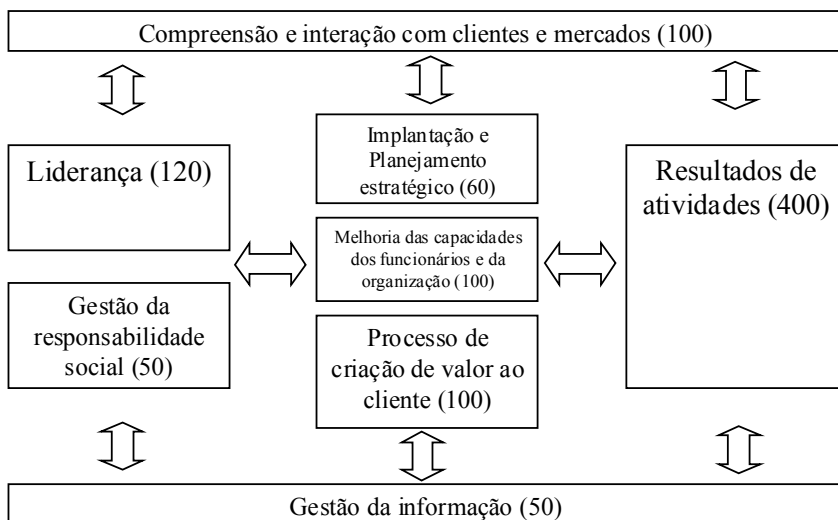 Compreensão e interação com clientes e mercados (100)
Liderança (120)
Gestão da
responsabilidade
social (50)
Implantação e
Planejamento
estratégico (60)
Melhoria das capacidades
dos funcionários e da
organização (100)
Processo de
criação de valor ao
cliente (100)
Resultados de
atividades (400)
Gestão da informação (50)